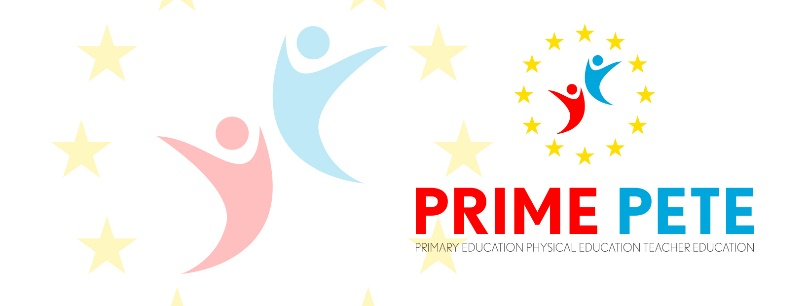 PRIME PETE
PRIMARY EDUCATION PHYSICAL EDUCATION TEACHER EDUCATION